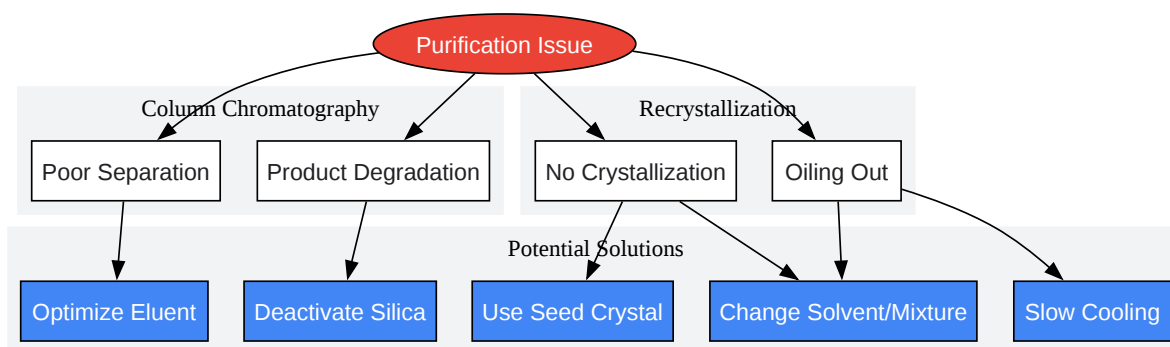 Purification Issue
Column Chromatography
Recrystallization
Poor Separation
Product Degradation
No Crystallization
Oiling Out
Potential Solutions
Optimize Eluent
Deactivate Silica
Use Seed Crystal
Change Solvent/Mixture
Slow Cooling